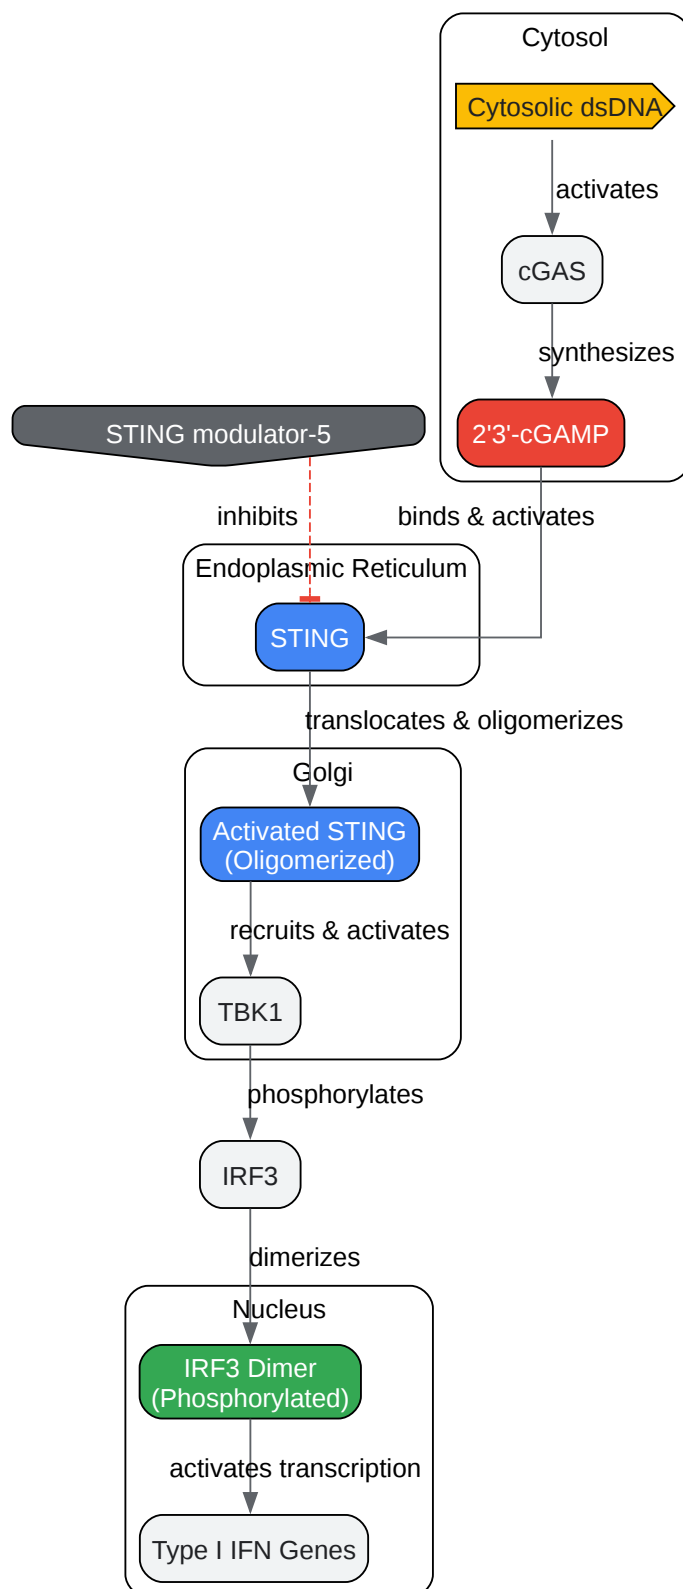 Cytosol
Cytosolic dsDNA
activates
cGAS
synthesizes
STING modulator-5
2'3'-cGAMP
inhibits
binds & activates
Endoplasmic Reticulum
STING
translocates & oligomerizes
Golgi
Activated STING
(Oligomerized)
recruits & activates
TBK1
phosphorylates
IRF3
dimerizes
Nucleus
IRF3 Dimer
(Phosphorylated)
activates transcription
Type I IFN Genes